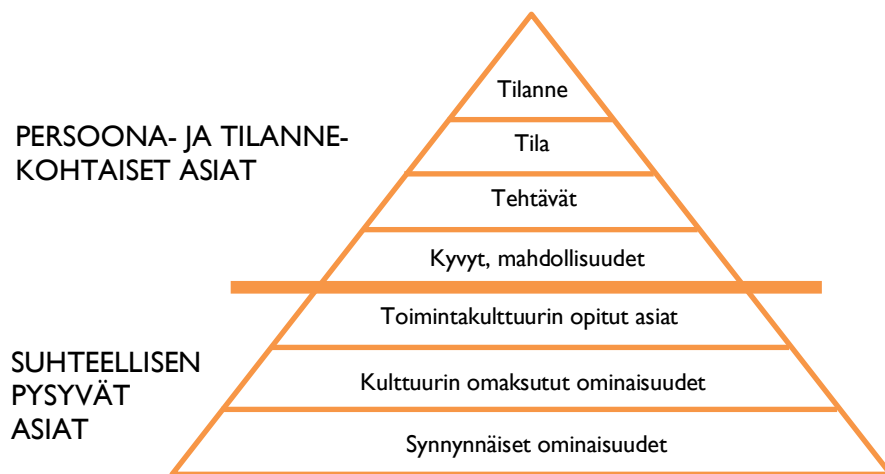 Tilanne
PERSOONA- JA TILANNE-
KOHTAISET ASIAT
Tila
Tehtävät
Kyvyt, mahdollisuudet
Toimintakulttuurin opitut asiat
SUHTEELLISEN
PYSYVÄT
ASIAT
Kulttuurin omaksutut ominaisuudet
Synnynnäiset ominaisuudet